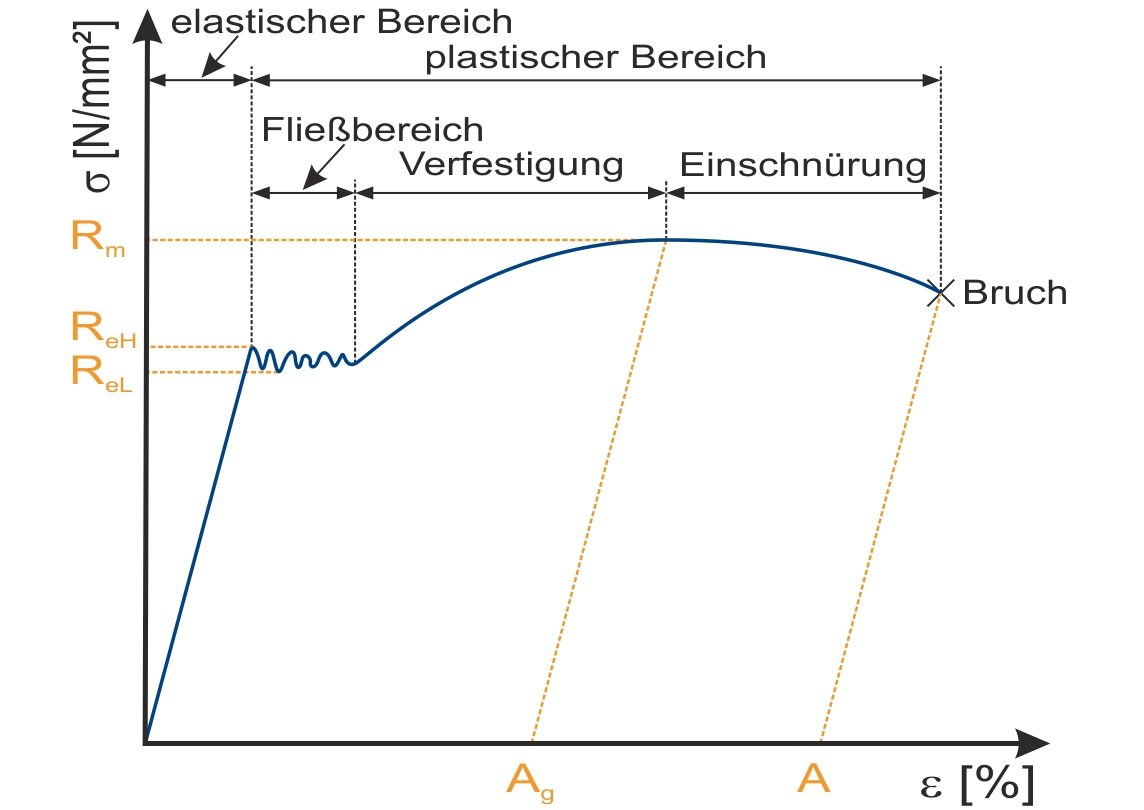 elastischer Bereich
plastischer Bereich
σ [N/mm²]
Fließbereich
Verfestigung
Einschnürung
Rm
Bruch
ReH
ReL
Ag
A
ε [%]